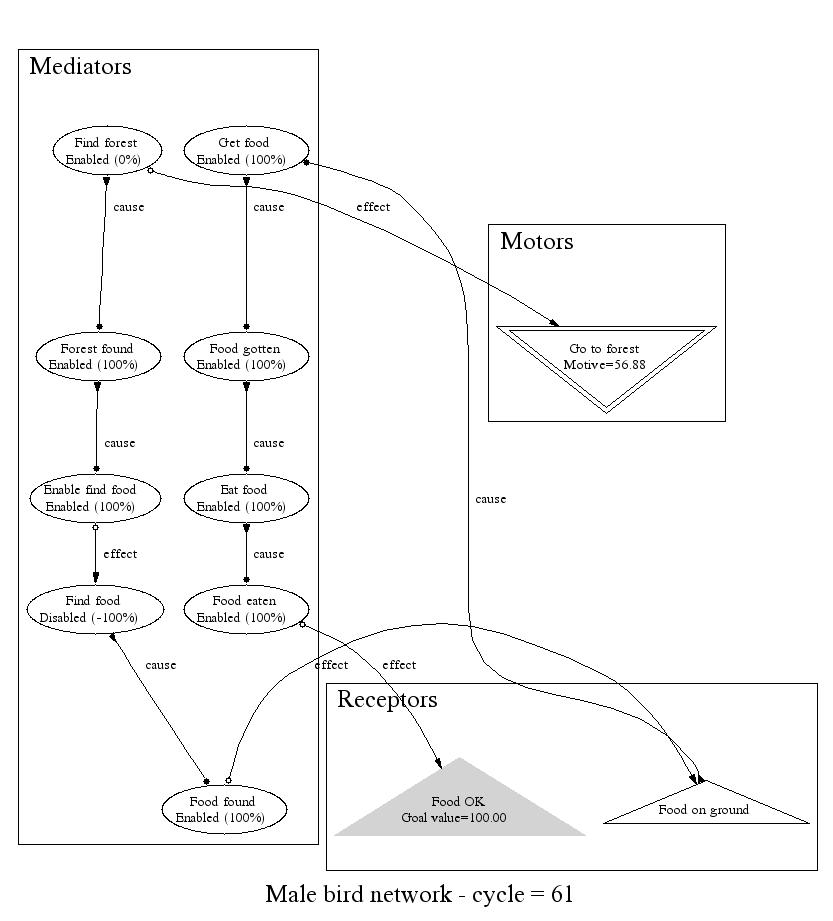 Mediators
Find forest
Enabled (0%)
Get food
Enabled (100%)
cause
cause
effect
Motors
Go to forest
Motive=56.88
Forest found
Enabled (100%)
Food gotten
Enabled (100%)
cause
cause
Enable find food
Enabled (100%)
Eat food
Enabled (100%)
cause
effect
cause
Find food
Disabled (-100%)
Food eaten
Enabled (100%)
cause
effect
effect
Receptors
Food found
Enabled (100%)
Food OK
Goal value=100.00
Food on ground
Male bird network - cycle = 61